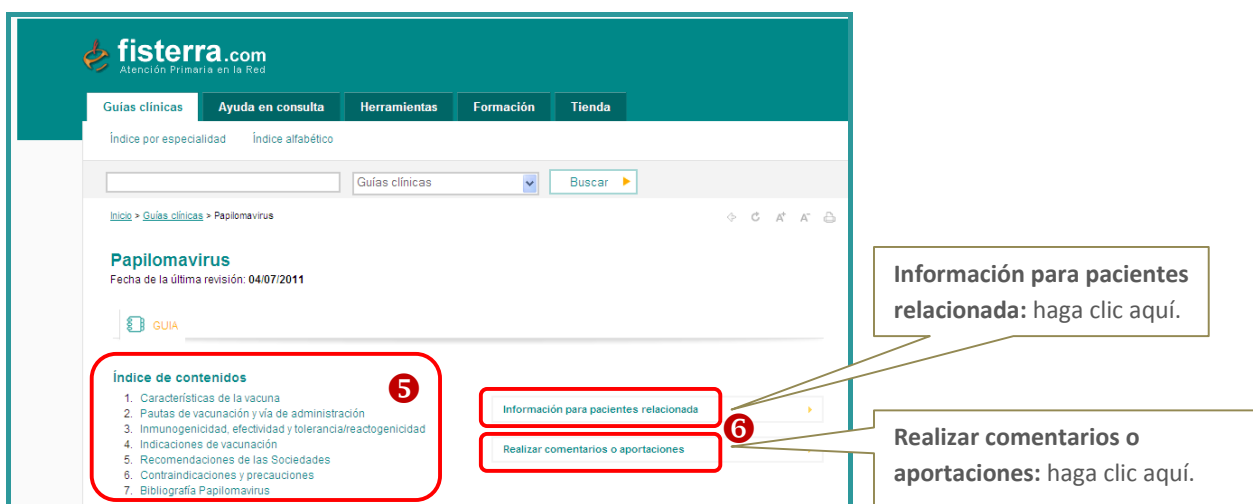 fisterra.com
Atención Primaria en la Red
Guías clínicas Ayuda en consulta Herramientas Formación Tienda
Índice por especialidad Índice alfabético
Guías clínicas Buscar
Inicio > Guías clínicas > Papilomavirus
A+ A-
Papilomavirus
Fecha de la última revisión: 04/07/2011
GUIA
Índice de contenidos
5
1. Características de la vacuna
2. Pautas de vacunación y vía de administración
3. Inmunogenicidad, efectividad y tolerancia/reactogenicidad
4. Indicaciones de vacunación
5. Recomendaciones de las Sociedades
6. Contraindicaciones y precauciones
7. Bibliografía Papilomavirus
Información para pacientes relacionada
6
Realizar comentarios o aportaciones
Información para pacientes
relacionada: haga clic aquí.
Realizar comentarios o
aportaciones: haga clic aquí.